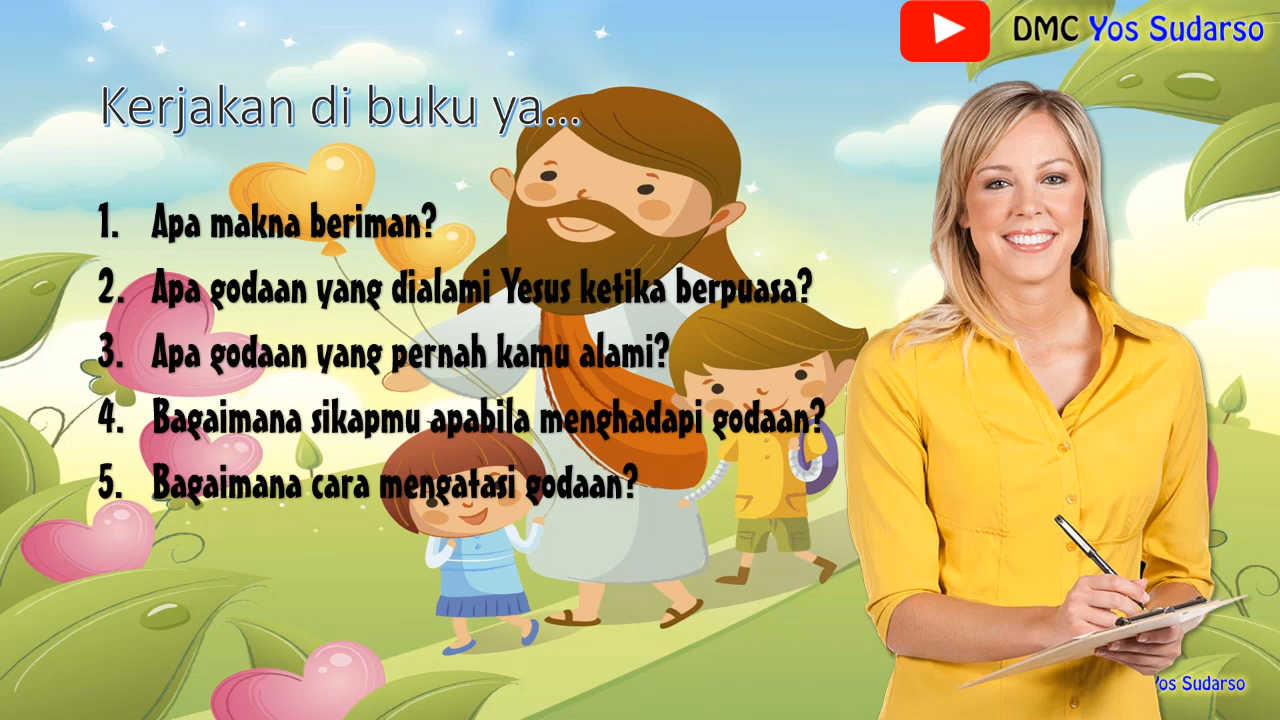 DMC Yos Sudarso
Kerjakan di buku ya...
1. Apa makna beriman?
2. Apa godaan yang dialami Yesus ketika berpuasa?
3. Apa godaan yang pernah kamu alami?
4. Bagaimana sikapmu apabila menghadapi godaan?
5. Bagaimana cara mengatasi godaan?
Yos Sudarso